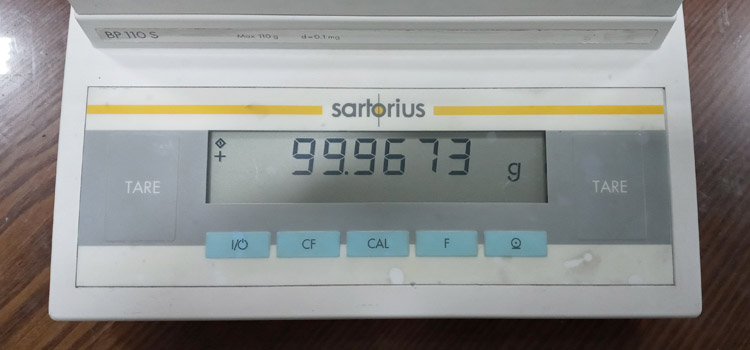 BP 110 S Max 110 g d=0.1 mg
sartorius
+ 99.9673 g
TARE TARE
I/⏻ CF CAL F